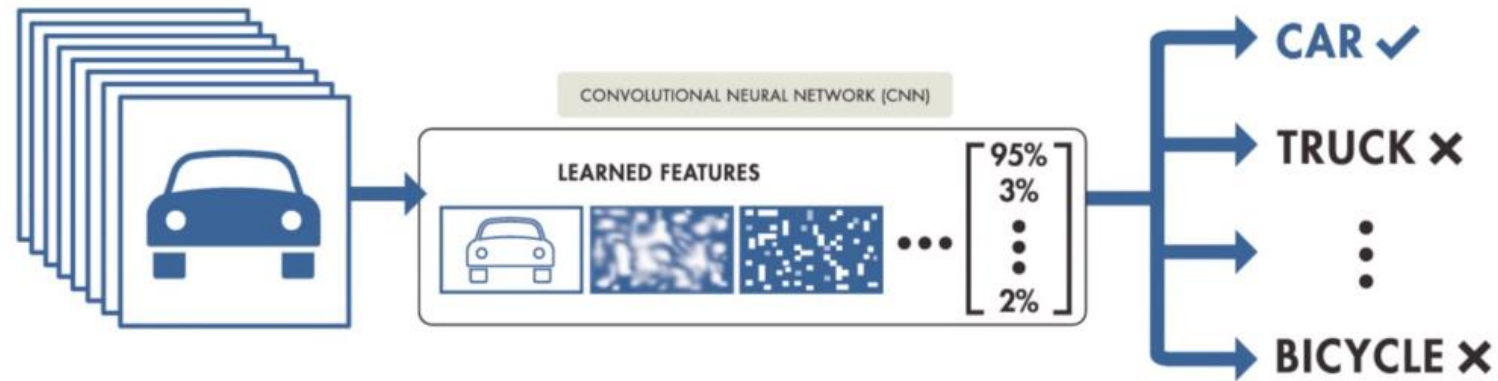 CONVOLUTIONAL NEURAL NETWORK (CNN)
LEARNED FEATURES
95%
3%
2%
CAR ✓
TRUCK ✕
BICYCLE ✕